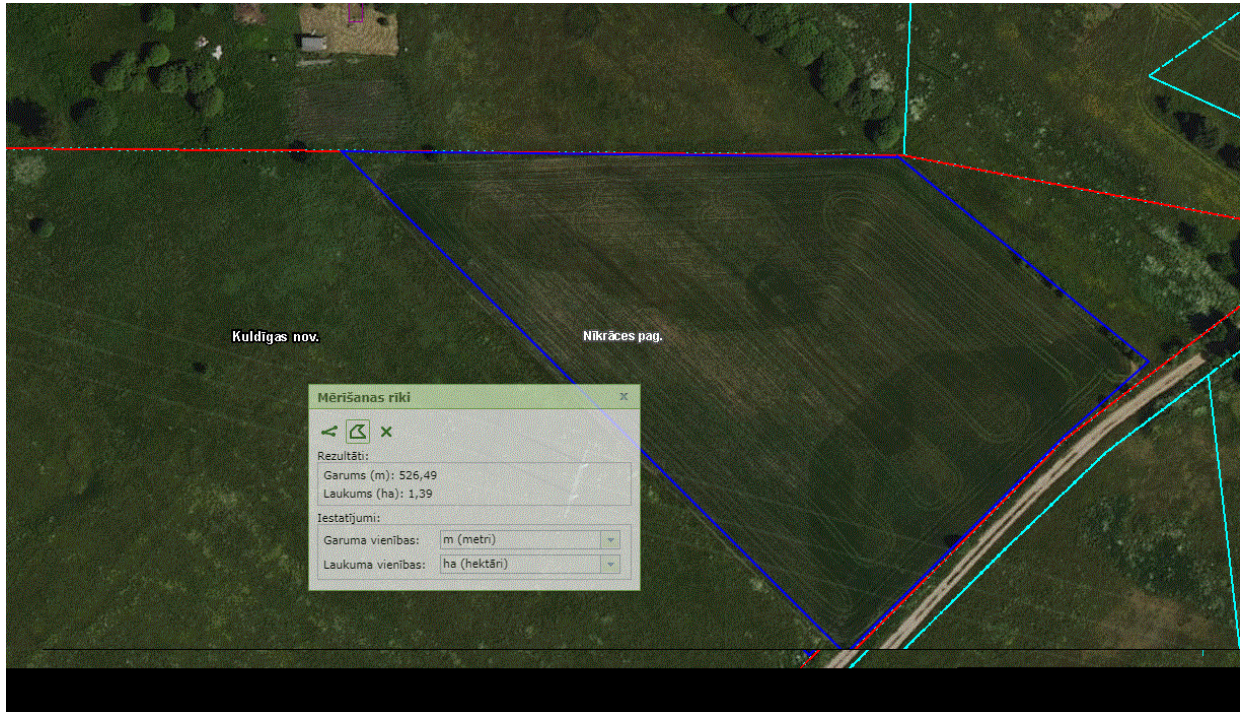 Kuldīgas nov.
Nīkrāces pag.
Mērīšanas rīki
x
Rezultāti:
Garums (m): 526,49
Laukums (ha): 1,39
Iestatījumi:
Garuma vienības: m (metri)
Laukuma vienības: ha (hektāri)